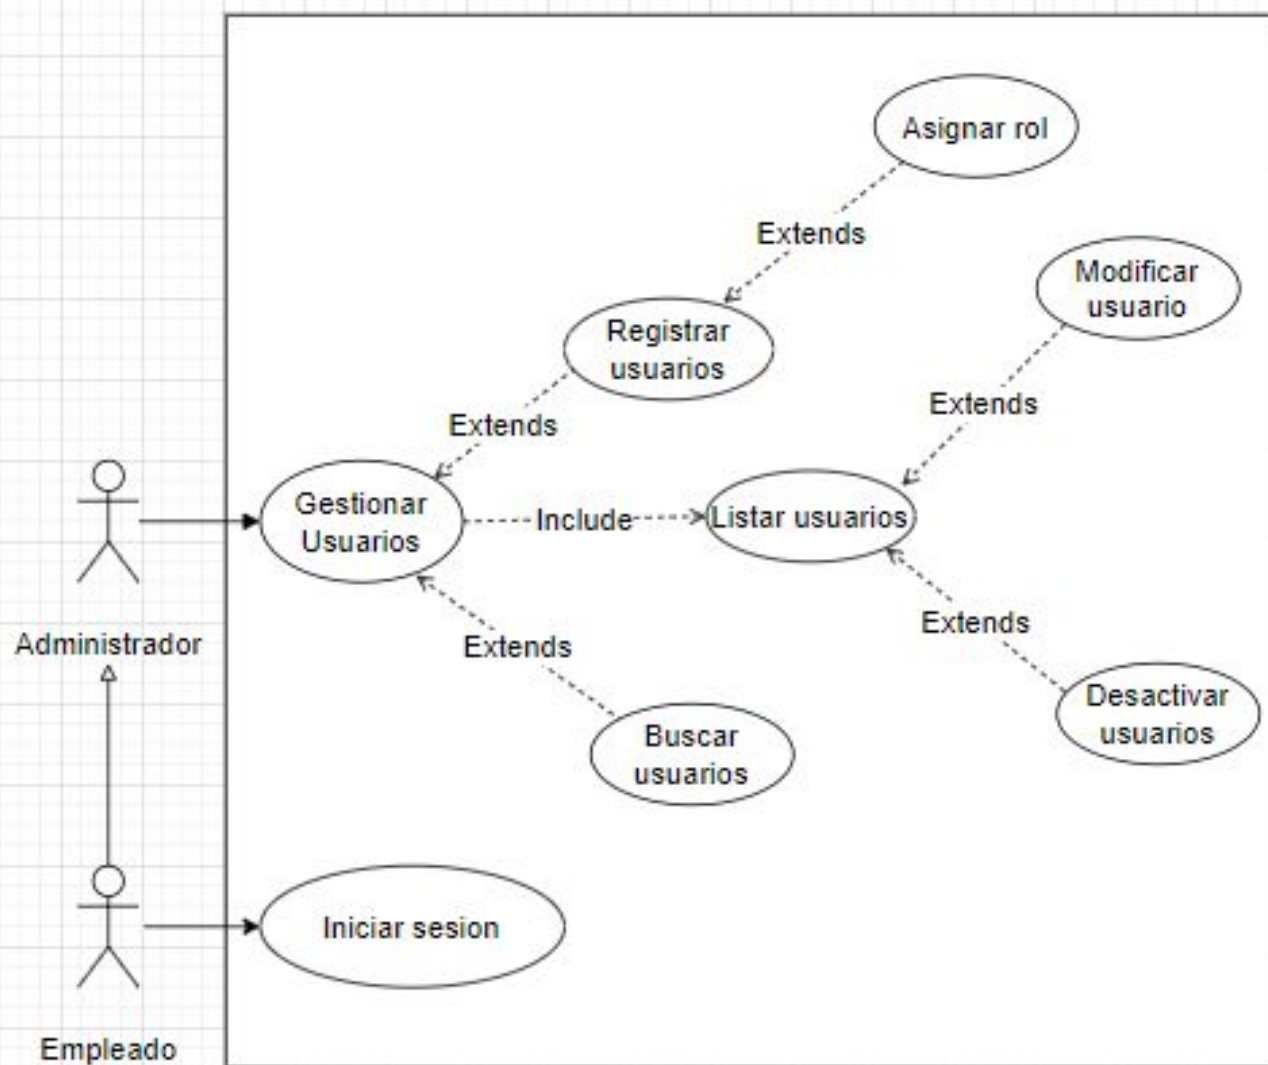 Asignar rol
Extends
Modificar
usuario
Registrar
usuarios
Extends
Extends
Gestionar
Usuarios
Include
Listar usuarios
Extends
Extends
Administrador
Desactivar
usuarios
Buscar
usuarios
Iniciar sesion
Empleado